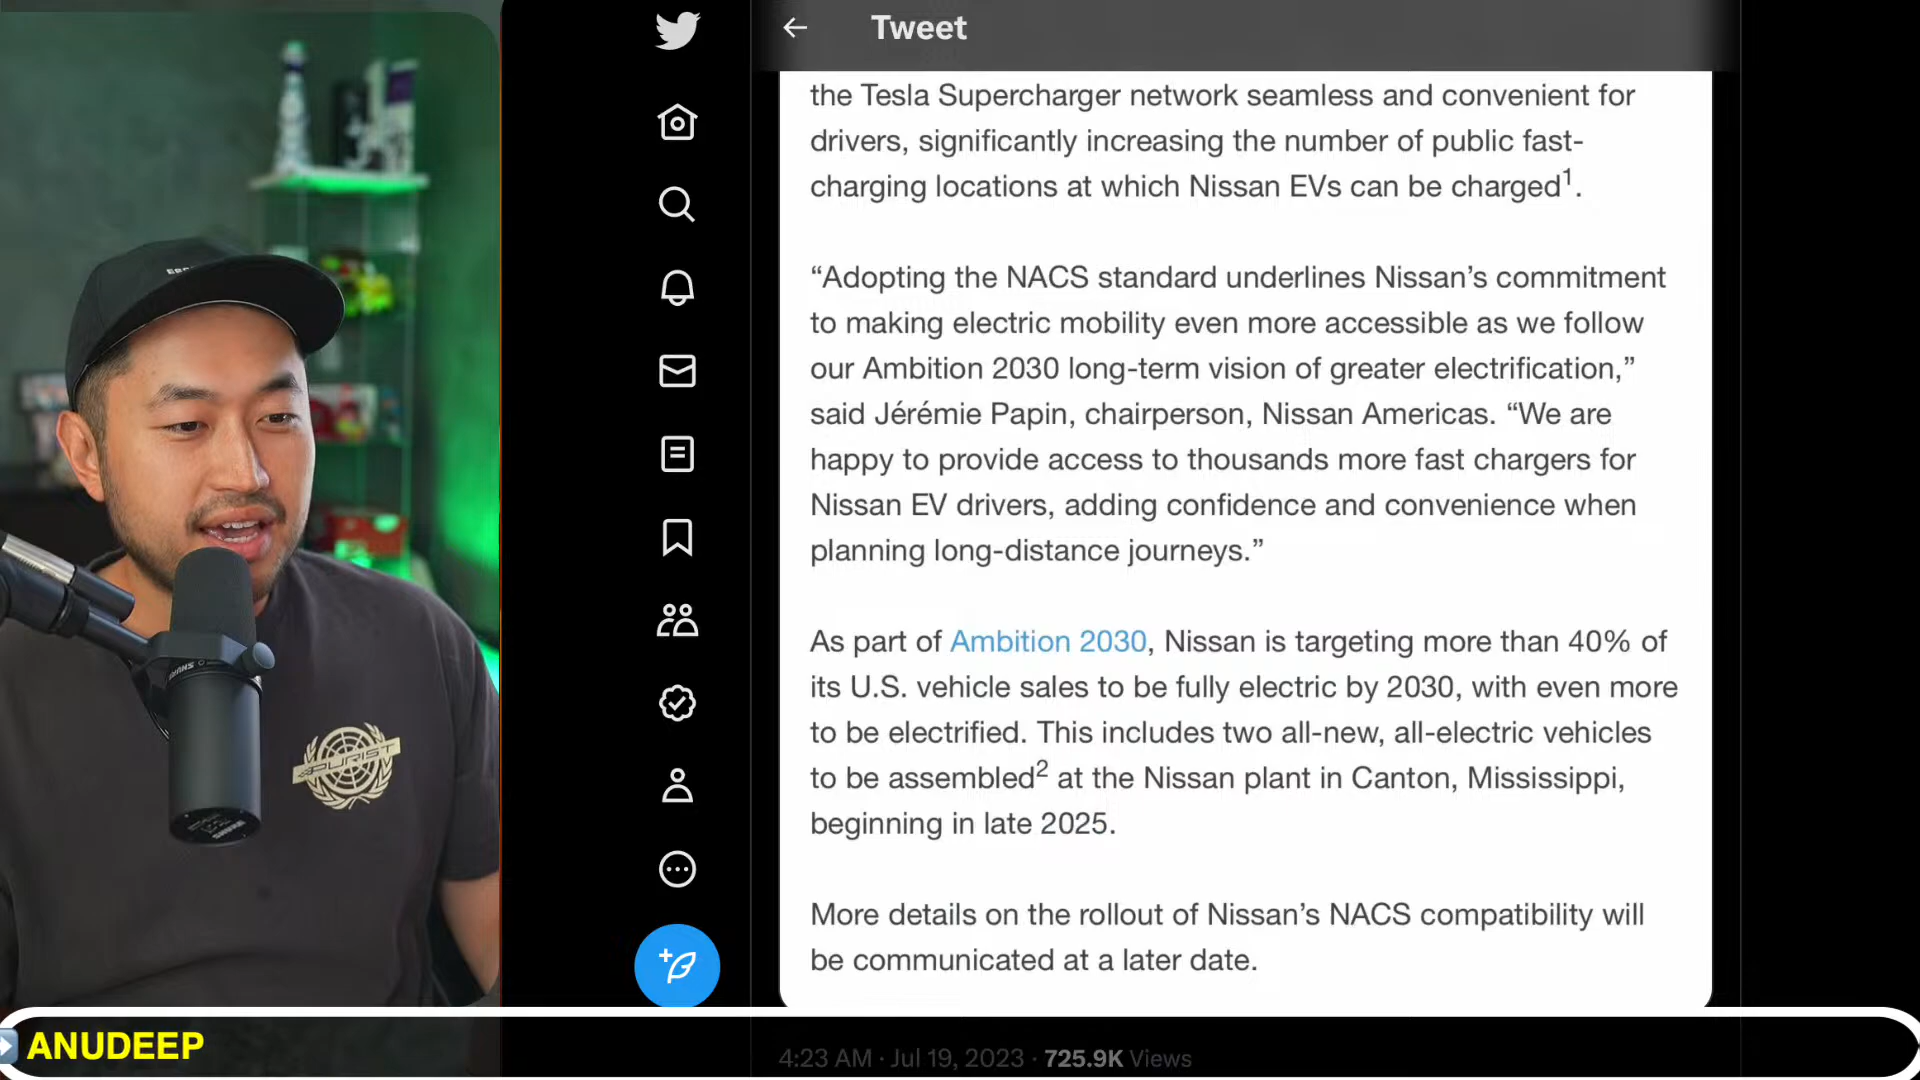 Tweet
the Tesla Supercharger network seamless and convenient for
drivers, significantly increasing the number of public fast-
charging locations at which Nissan EVs can be charged¹.
“Adopting the NACS standard underlines Nissan’s commitment
to making electric mobility even more accessible as we follow
our Ambition 2030 long-term vision of greater electrification,”
said Jérémie Papin, chairperson, Nissan Americas. “We are
happy to provide access to thousands more fast chargers for
Nissan EV drivers, adding confidence and convenience when
planning long-distance journeys.”
As part of Ambition 2030, Nissan is targeting more than 40% of
its U.S. vehicle sales to be fully electric by 2030, with even more
to be electrified. This includes two all-new, all-electric vehicles
to be assembled² at the Nissan plant in Canton, Mississippi,
beginning in late 2025.
More details on the rollout of Nissan’s NACS compatibility will
be communicated at a later date.
4:23 AM · Jul 19, 2023 · 725.9K Views
PURIST
ANUDEEP